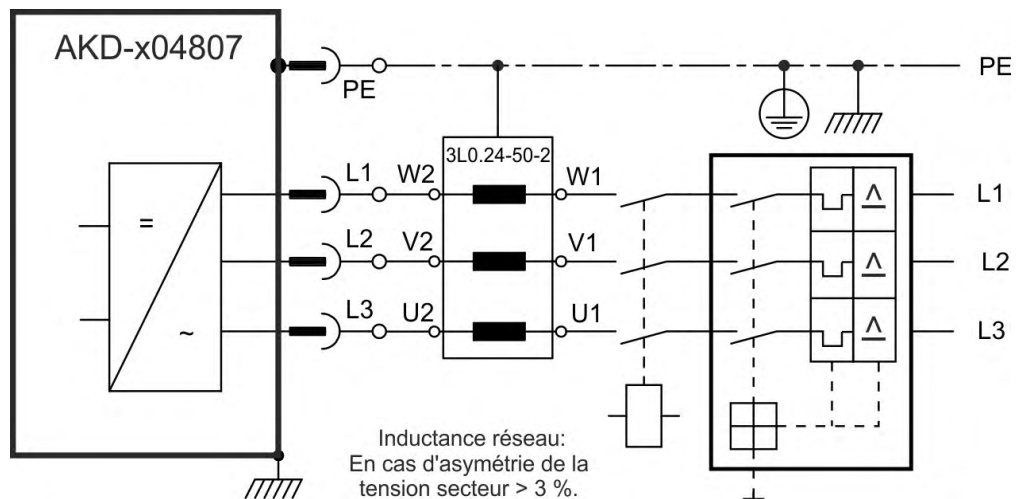 AKD-x04807
PE
PE
3L0.24-50-2
L1 W2 W1 L1
L2 V2 V1 L2
L3 U2 U1 L3
=
~
Inductance réseau:
En cas d'asymétrie de la
tension secteur > 3 %.